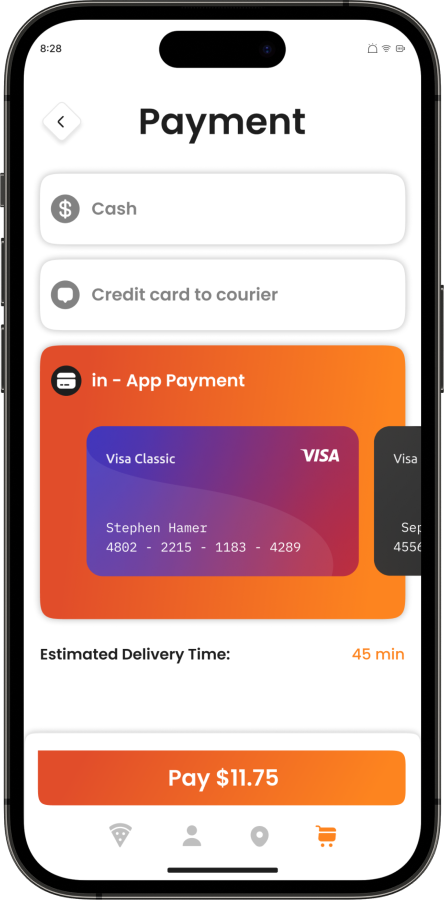 8:28
Payment
Cash
Credit card to courier
in - App Payment
Visa Classic
VISA
Visa
Stephen Hamer
Sep
4802 - 2215 - 1183 - 4289
4556
Estimated Delivery Time:
45 min
Pay $11.75